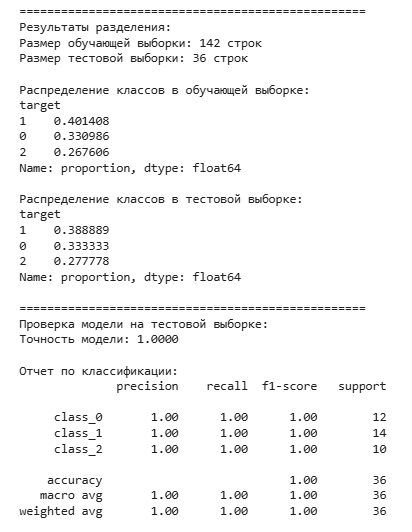 ==================================================
Результаты разделения:
Размер обучающей выборки: 142 строк
Размер тестовой выборки: 36 строк
Распределение классов в обучающей выборке:
target
1    0.401408
0    0.330986
2    0.267606
Name: proportion, dtype: float64
Распределение классов в тестовой выборке:
target
1    0.388889
0    0.333333
2    0.277778
Name: proportion, dtype: float64
==================================================
Проверка модели на тестовой выборке:
Точность модели: 1.0000
Отчет по классификации:
              precision    recall  f1-score   support
     class_0       1.00      1.00      1.00        12
     class_1       1.00      1.00      1.00        14
     class_2       1.00      1.00      1.00        10
    accuracy                           1.00        36
   macro avg       1.00      1.00      1.00        36
weighted avg       1.00      1.00      1.00        36